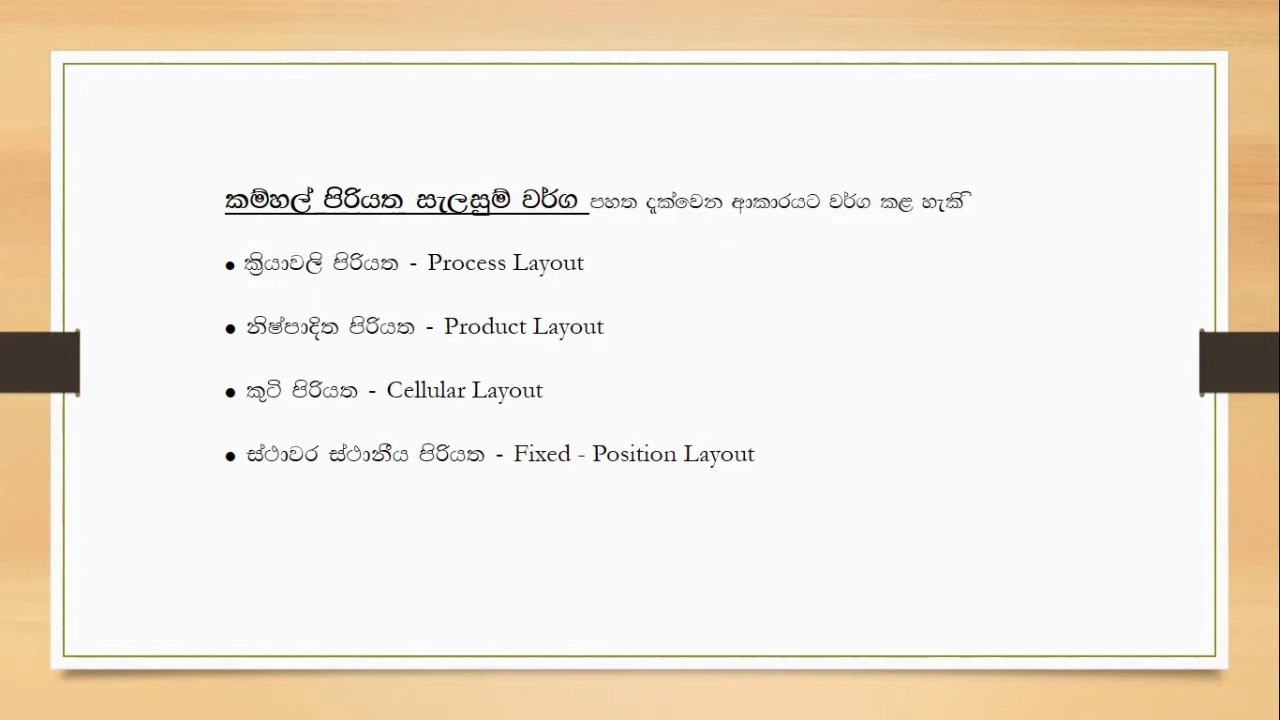 කම්හල් පිරියත සැලසුම් වර්ග පහත දැක්වෙන ආකාරයට වර්ග කළ හැකි
● ක්‍රියාවලි පිරියත - Process Layout
● නිෂ්පාදිත පිරියත - Product Layout
● කුටි පිරියත - Cellular Layout
● ස්ථාවර ස්ථානීය පිරියත - Fixed - Position Layout